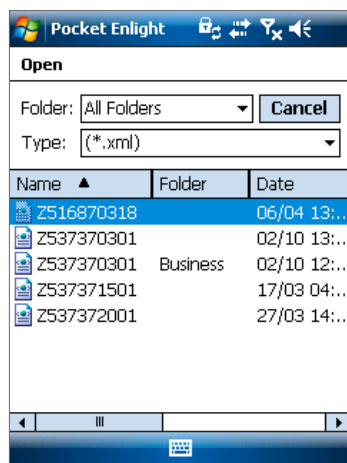 Pocket Enlight
Open
Folder: All Folders Cancel
Type: (*.xml)
Name Folder Date
Z516870318 06/04 13:..
Z537370301 02/10 13:..
Z537370301 Business 02/10 12:..
Z537371501 17/03 04:..
Z537372001 27/03 14:..